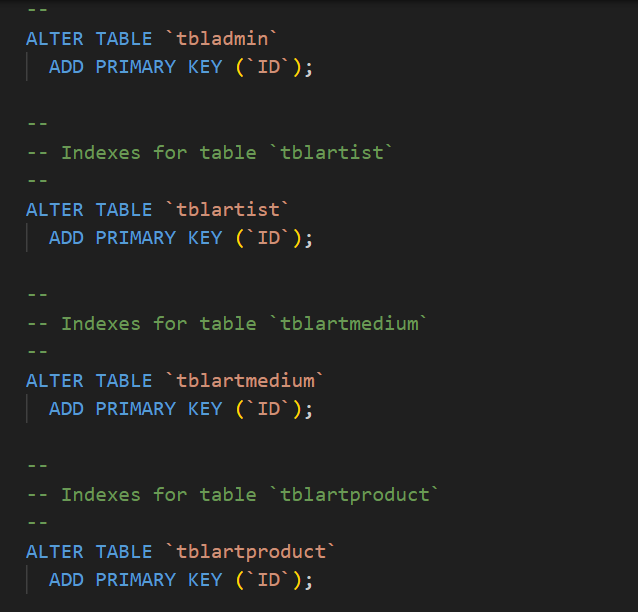 --
ALTER TABLE `tbladmin`
ADD PRIMARY KEY (`ID`);
--
-- Indexes for table `tblartist`
--
ALTER TABLE `tblartist`
ADD PRIMARY KEY (`ID`);
--
-- Indexes for table `tblartmedium`
--
ALTER TABLE `tblartmedium`
ADD PRIMARY KEY (`ID`);
--
-- Indexes for table `tblartproduct`
--
ALTER TABLE `tblartproduct`
ADD PRIMARY KEY (`ID`);